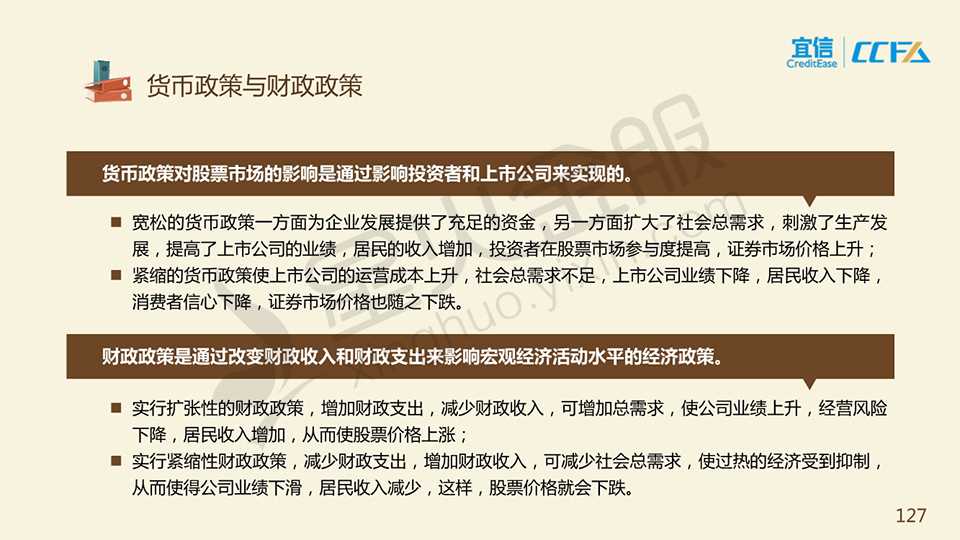 宜信
CreditEase
CCFA
货币政策与财政政策
货币政策对股票市场的影响是通过影响投资者和上市公司来实现的。
■ 宽松的货币政策一方面为企业发展提供了充足的资金，另一方面扩大了社会总需求，刺激了生产发
展，提高了上市公司的业绩，居民的收入增加，投资者在股票市场参与度提高，证券市场价格上升；
■ 紧缩的货币政策使上市公司的运营成本上升，社会总需求不足，上市公司业绩下降，居民收入下降，
消费者信心下降，证券市场价格也随之下跌。
财政政策是通过改变财政收入和财政支出来影响宏观经济活动水平的经济政策。
■ 实行扩张性的财政政策，增加财政支出，减少财政收入，可增加总需求，使公司业绩上升，经营风险
下降，居民收入增加，从而使股票价格上涨；
■ 实行紧缩性财政政策，减少财政支出，增加财政收入，可减少社会总需求，使过热的经济受到抑制，
从而使得公司业绩下滑，居民收入减少，这样，股票价格就会下跌。
127
星火金服
xinghuo.yixin.com